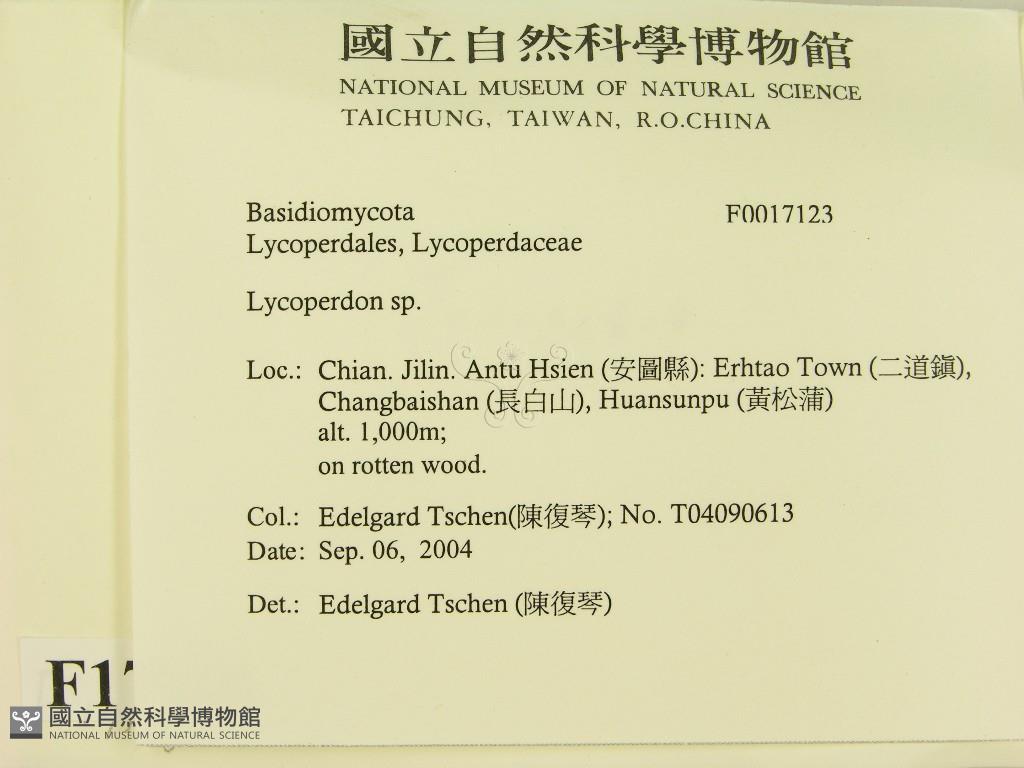 國立自然科學博物館
NATIONAL MUSEUM OF NATURAL SCIENCE
TAICHUNG, TAIWAN, R.O.CHINA
Basidiomycota F0017123
Lycoperdales, Lycoperdaceae
Lycoperdon sp.
Loc.: Chian. Jilin. Antu Hsien (安圖縣): Erhtao Town (二道鎮),
Changbaishan (長白山), Huansunpu (黃松蒲)
alt. 1,000m;
on rotten wood.
Col.: Edelgard Tschen(陳復琴); No. T04090613
Date: Sep. 06, 2004
Det.: Edelgard Tschen (陳復琴)
F17
國立自然科學博物館
NATIONAL MUSEUM OF NATURAL SCIENCE